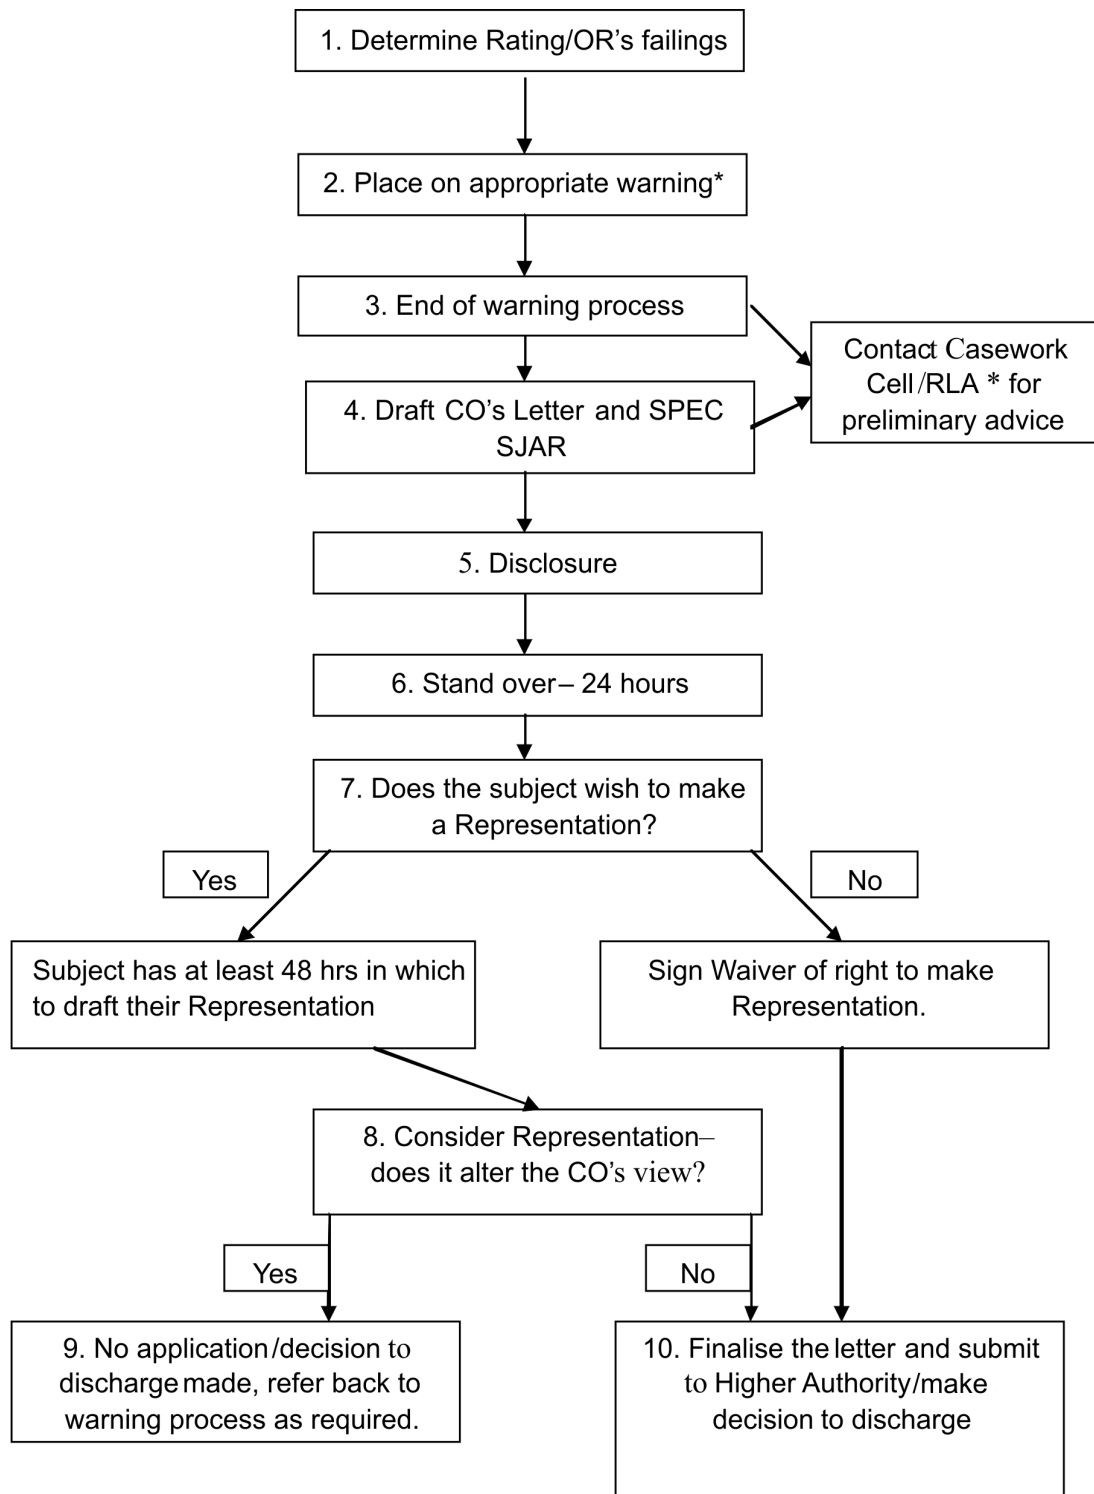 1. Determine Rating/OR’s failings
2. Place on appropriate warning*
3. End of warning process
Contact Casework
Cell/RLA * for
preliminary advice
4. Draft CO’s Letter and SPEC
SJAR
5. Disclosure
6. Stand over– 24 hours
7. Does the subject wish to make
a Representation?
Yes
No
Subject has at least 48 hrs in which
to draft their Representation
Sign Waiver of right to make
Representation.
8. Consider Representation–
does it alter the CO’s view?
Yes
No
9. No application/decision to
discharge made, refer back to
warning process as required.
10. Finalise the letter and submit
to Higher Authority/make
decision to discharge